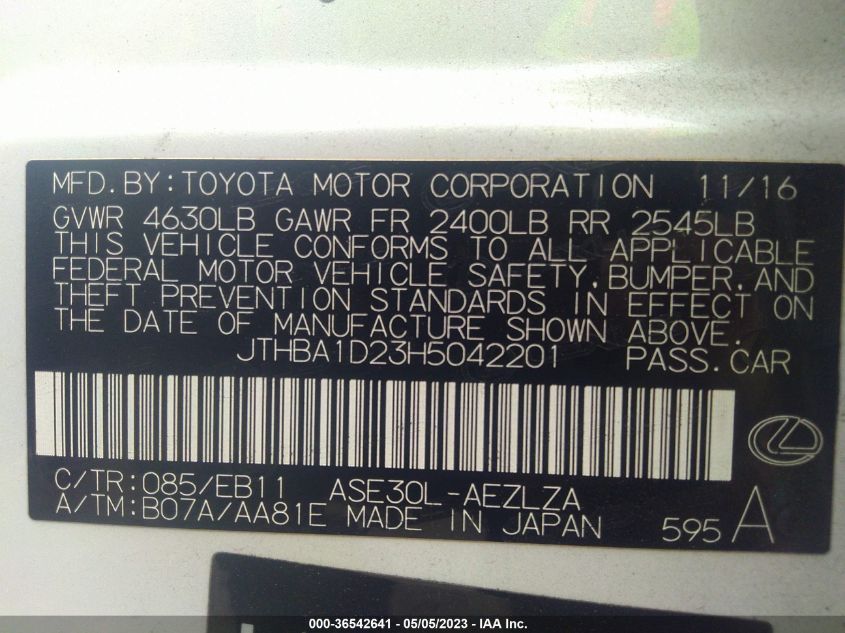 MFD.BY:TOYOTA MOTOR CORPORATION 11/16
GVWR 4630LB GAWR FR 2400LB RR 2545LB
THIS VEHICLE CONFORMS TO ALL APPLICABLE
FEDERAL MOTOR VEHICLE SAFETY,BUMPER,AND
THEFT PREVENTION STANDARDS IN EFFECT ON
THE DATE OF MANUFACTURE SHOWN ABOVE.
JTHBA1D23H5042201 PASS.CAR
C/TR:085/EB11 ASE30L-AEZLZA
A/TM:B07A/AA81E MADE IN JAPAN 595 A
000-36542641 - 05/05/2023 - IAA Inc.